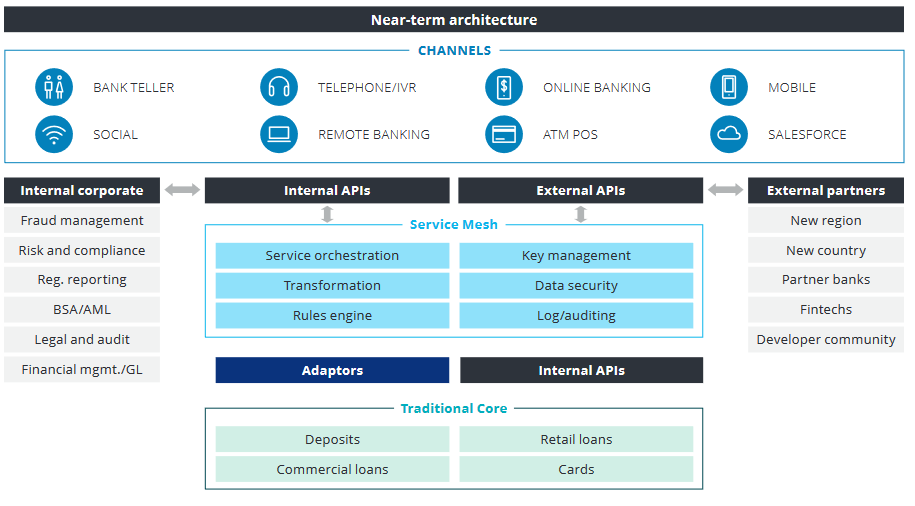 Near-term architecture
CHANNELS
BANK TELLER
TELEPHONE/IVR
ONLINE BANKING
MOBILE
SOCIAL
REMOTE BANKING
ATM POS
SALESFORCE
Internal corporate
Fraud management
Risk and compliance
Reg. reporting
BSA/AML
Legal and audit
Financial mgmt./GL
Internal APIs
External APIs
Service Mesh
Service orchestration
Key management
Transformation
Data security
Rules engine
Log/auditing
Adaptors
Internal APIs
Traditional Core
Deposits
Retail loans
Commercial loans
Cards
External partners
New region
New country
Partner banks
Fintechs
Developer community